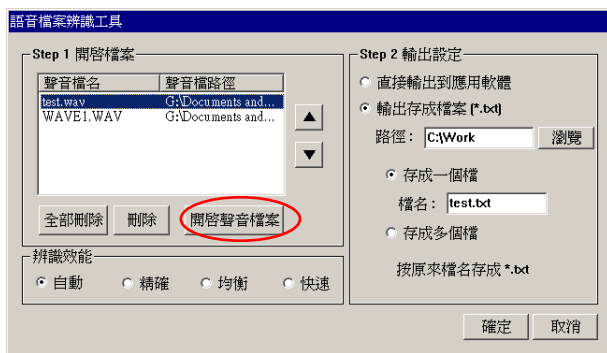 語音檔案辨識工具
Step 1 開啟檔案
聲音檔名 聲音檔路徑
test.wav G:\Documents and...
WAVE1.WAV G:\Documents and...
▲
▼
全部刪除 刪除 開啟聲音檔案
辨識效能
自動 精確 均衡 快速
Step 2 輸出設定
直接輸出到應用軟體
輸出存成檔案 (*.txt)
路徑： C:\Work 瀏覽
存成一個檔
檔名： test.txt
存成多個檔
按原來檔名存成 *.txt
確定 取消